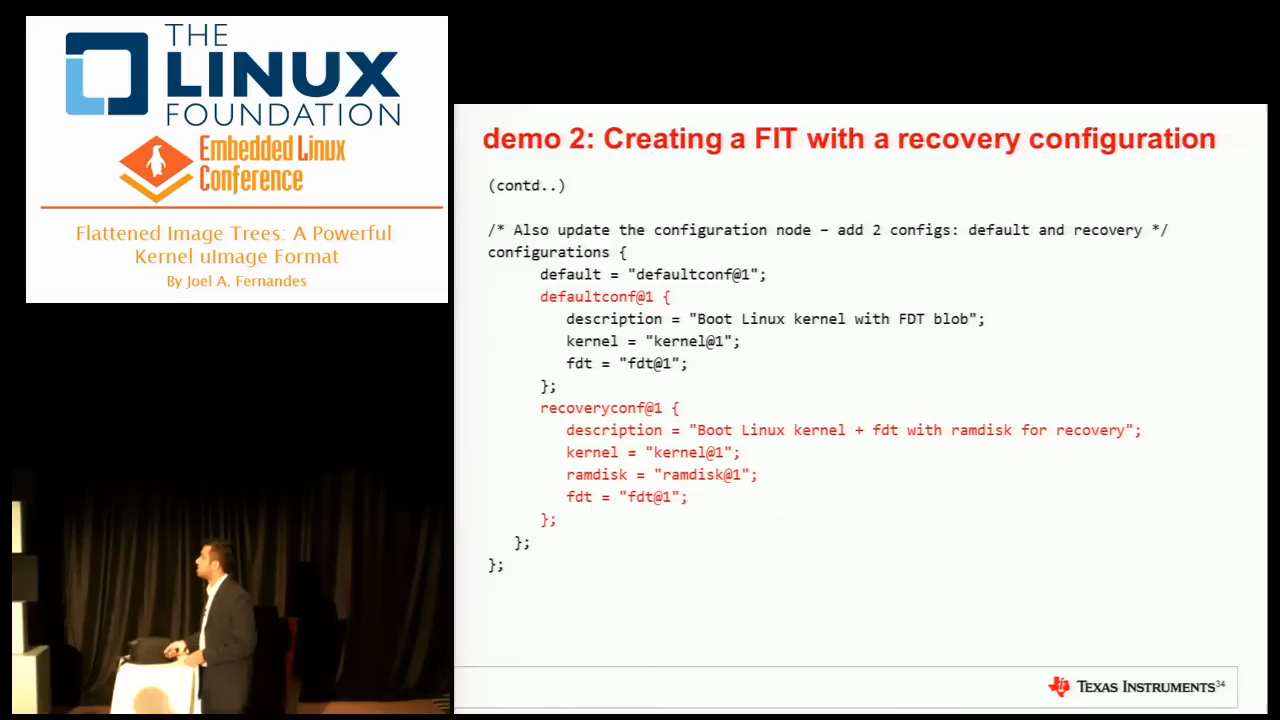 THE
LINUX
FOUNDATION
Embedded Linux
Conference
Flattened Image Trees: A Powerful
Kernel uImage Format
By Joel A. Fernandes
demo 2: Creating a FIT with a recovery configuration
(contd..)
/* Also update the configuration node – add 2 configs: default and recovery */
configurations {
default = "defaultconf@1";
defaultconf@1 {
description = "Boot Linux kernel with FDT blob";
kernel = "kernel@1";
fdt = "fdt@1";
};
recoveryconf@1 {
description = "Boot Linux kernel + fdt with ramdisk for recovery";
kernel = "kernel@1";
ramdisk = "ramdisk@1";
fdt = "fdt@1";
};
};
};
TEXAS INSTRUMENTS 34